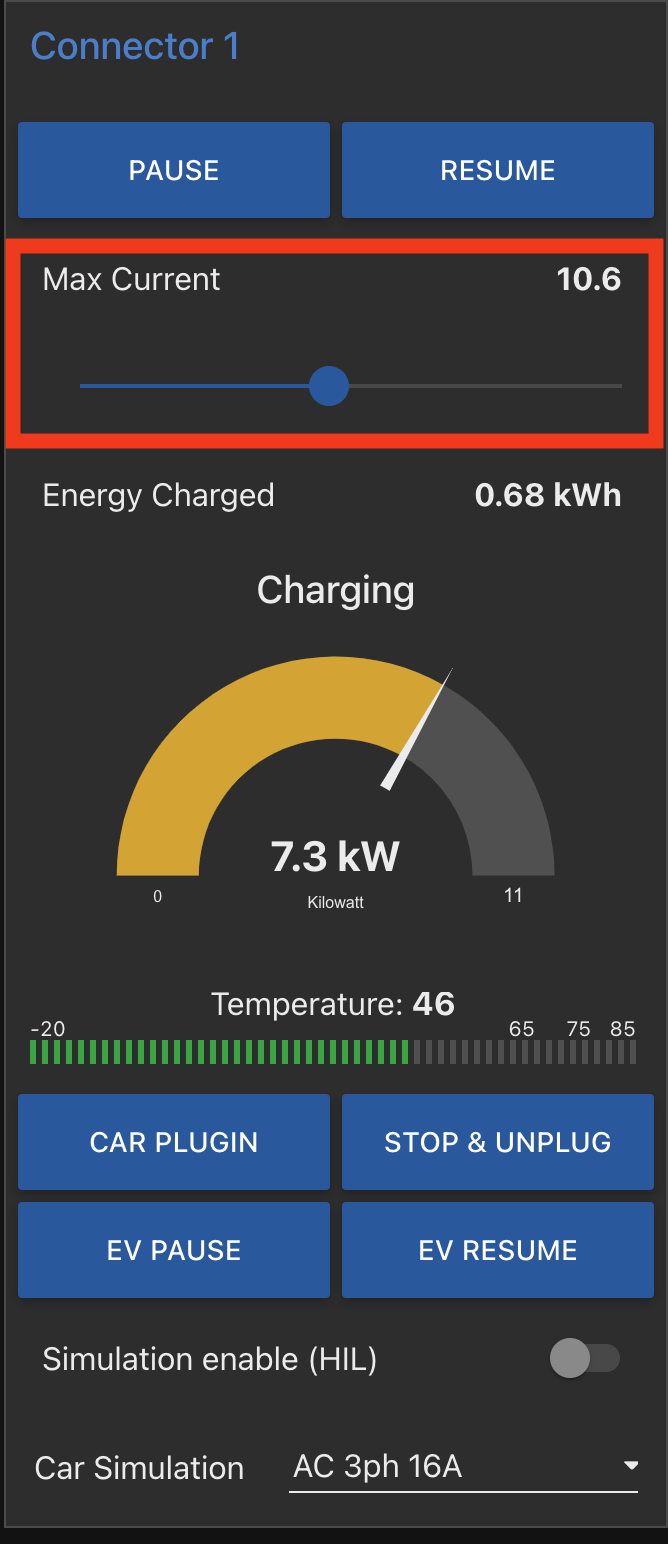 Connector 1
PAUSE RESUME
Max Current 10.6
Energy Charged 0.68 kWh
Charging
7.3 kW
0 Kilowatt 11
Temperature: 46
-20 65 75 85
CAR PLUGIN STOP & UNPLUG
EV PAUSE EV RESUME
Simulation enable (HIL)
Car Simulation AC 3ph 16A